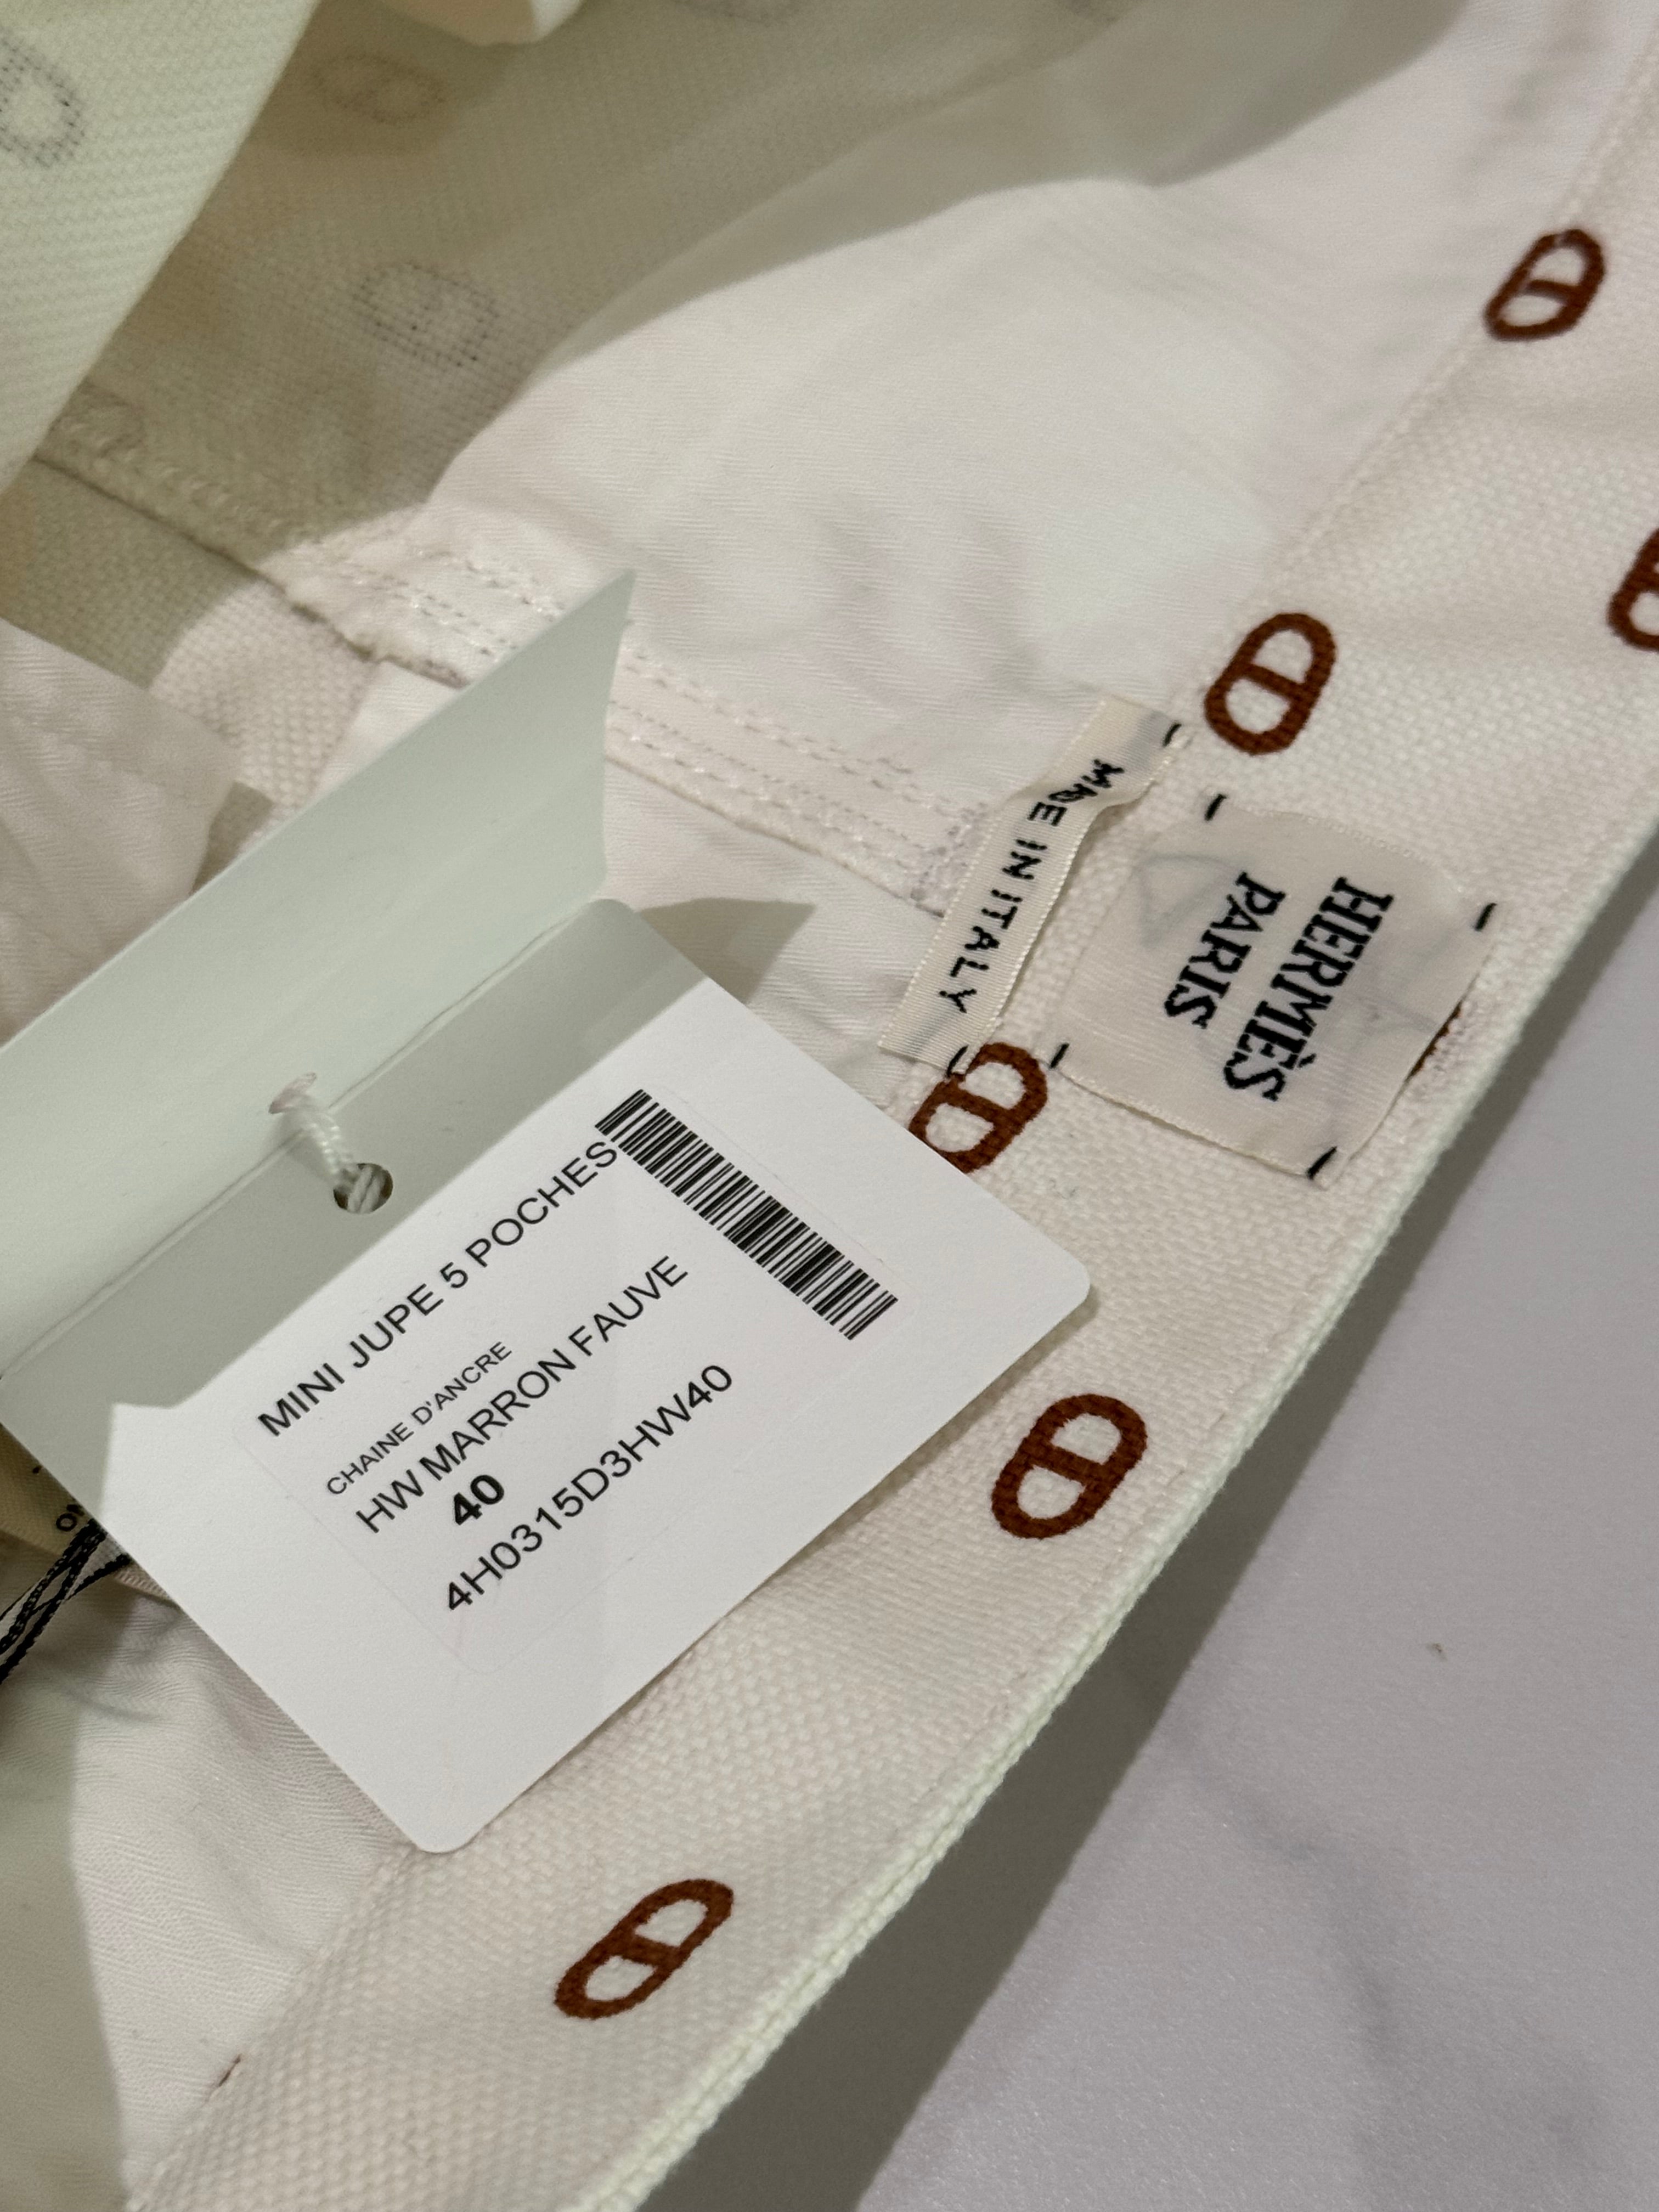 MADE IN ITALY
HERMÈS
PARIS
MINI JUPE 5 POCHES
CHAINE D'ANCRE
HW MARRON FAUVE
40
4H0315D3HW40